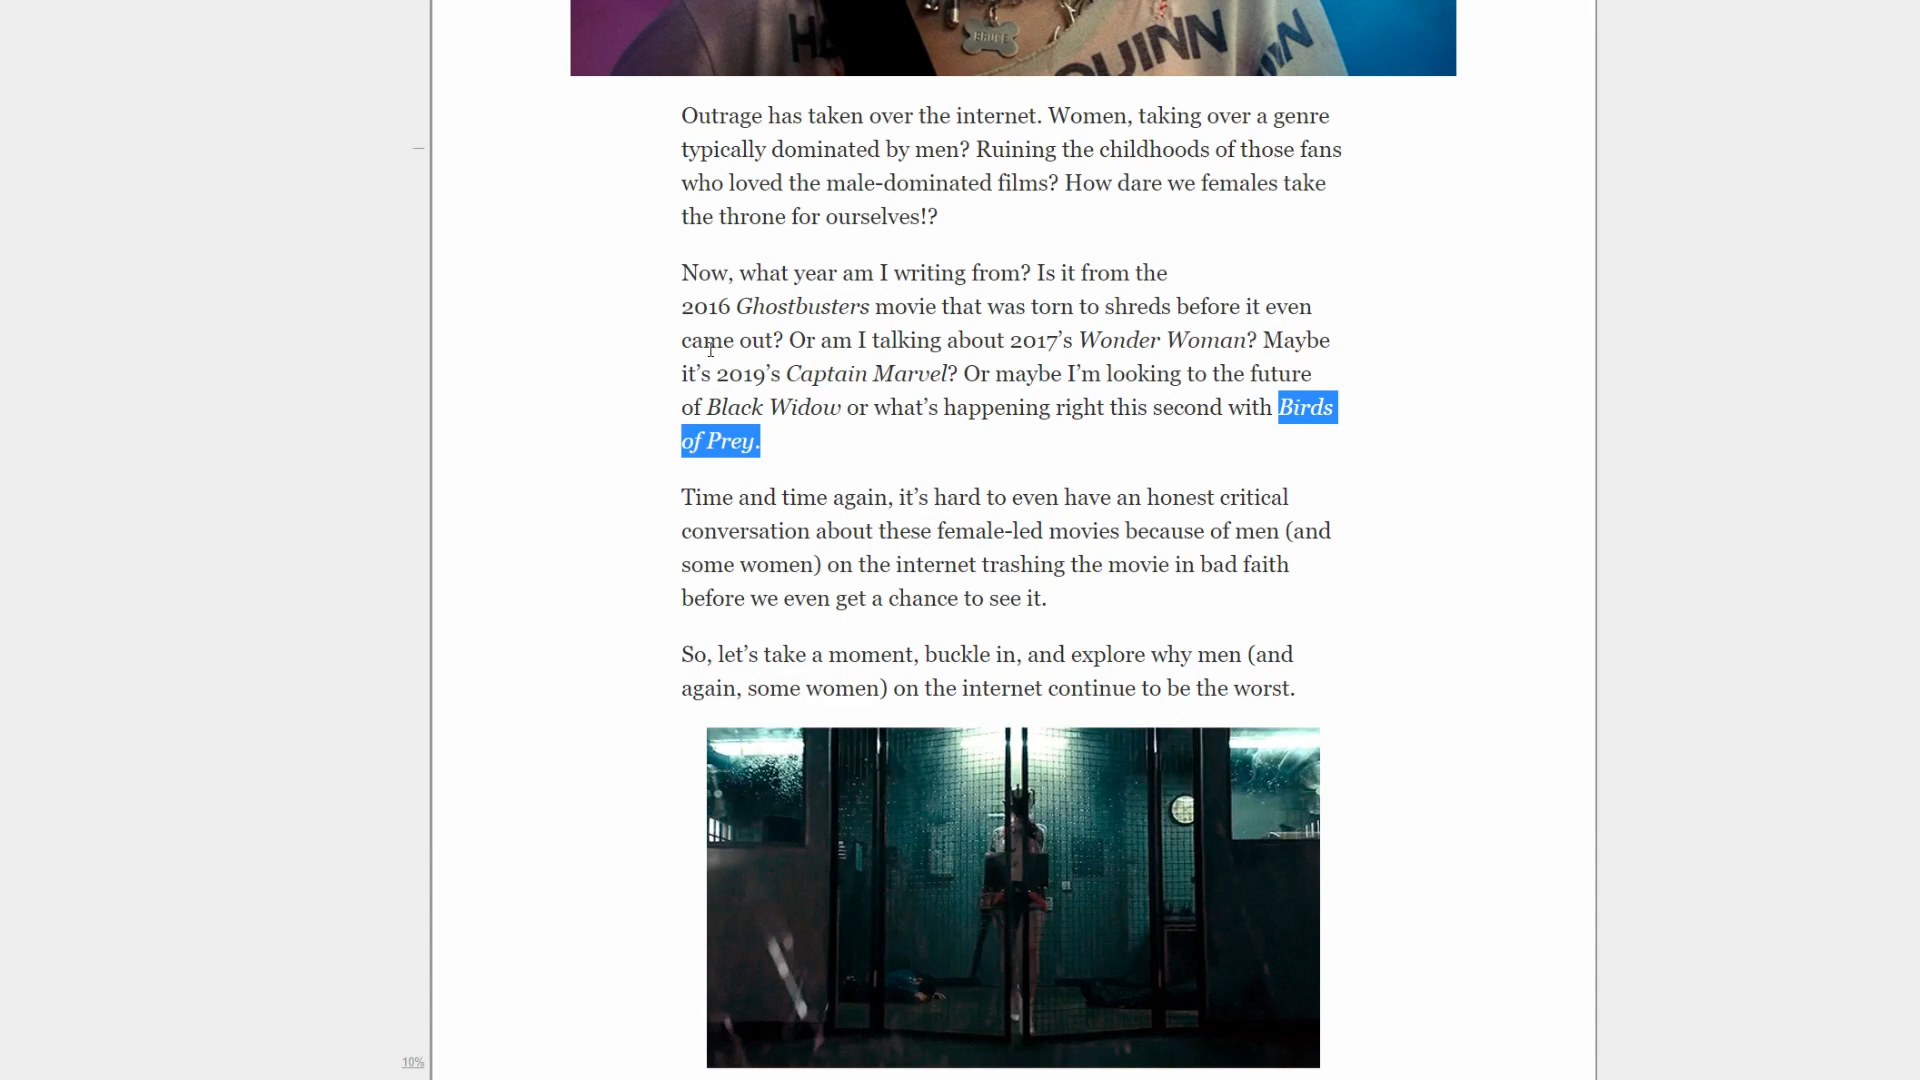 HA
BRUCE
QUINN
Outrage has taken over the internet. Women, taking over a genre
typically dominated by men? Ruining the childhoods of those fans
who loved the male-dominated films? How dare we females take
the throne for ourselves!?
Now, what year am I writing from? Is it from the
2016 Ghostbusters movie that was torn to shreds before it even
came out? Or am I talking about 2017’s Wonder Woman? Maybe
it’s 2019’s Captain Marvel? Or maybe I’m looking to the future
of Black Widow or what’s happening right this second with Birds
of Prey.
Time and time again, it’s hard to even have an honest critical
conversation about these female-led movies because of men (and
some women) on the internet trashing the movie in bad faith
before we even get a chance to see it.
So, let’s take a moment, buckle in, and explore why men (and
again, some women) on the internet continue to be the worst.
10%